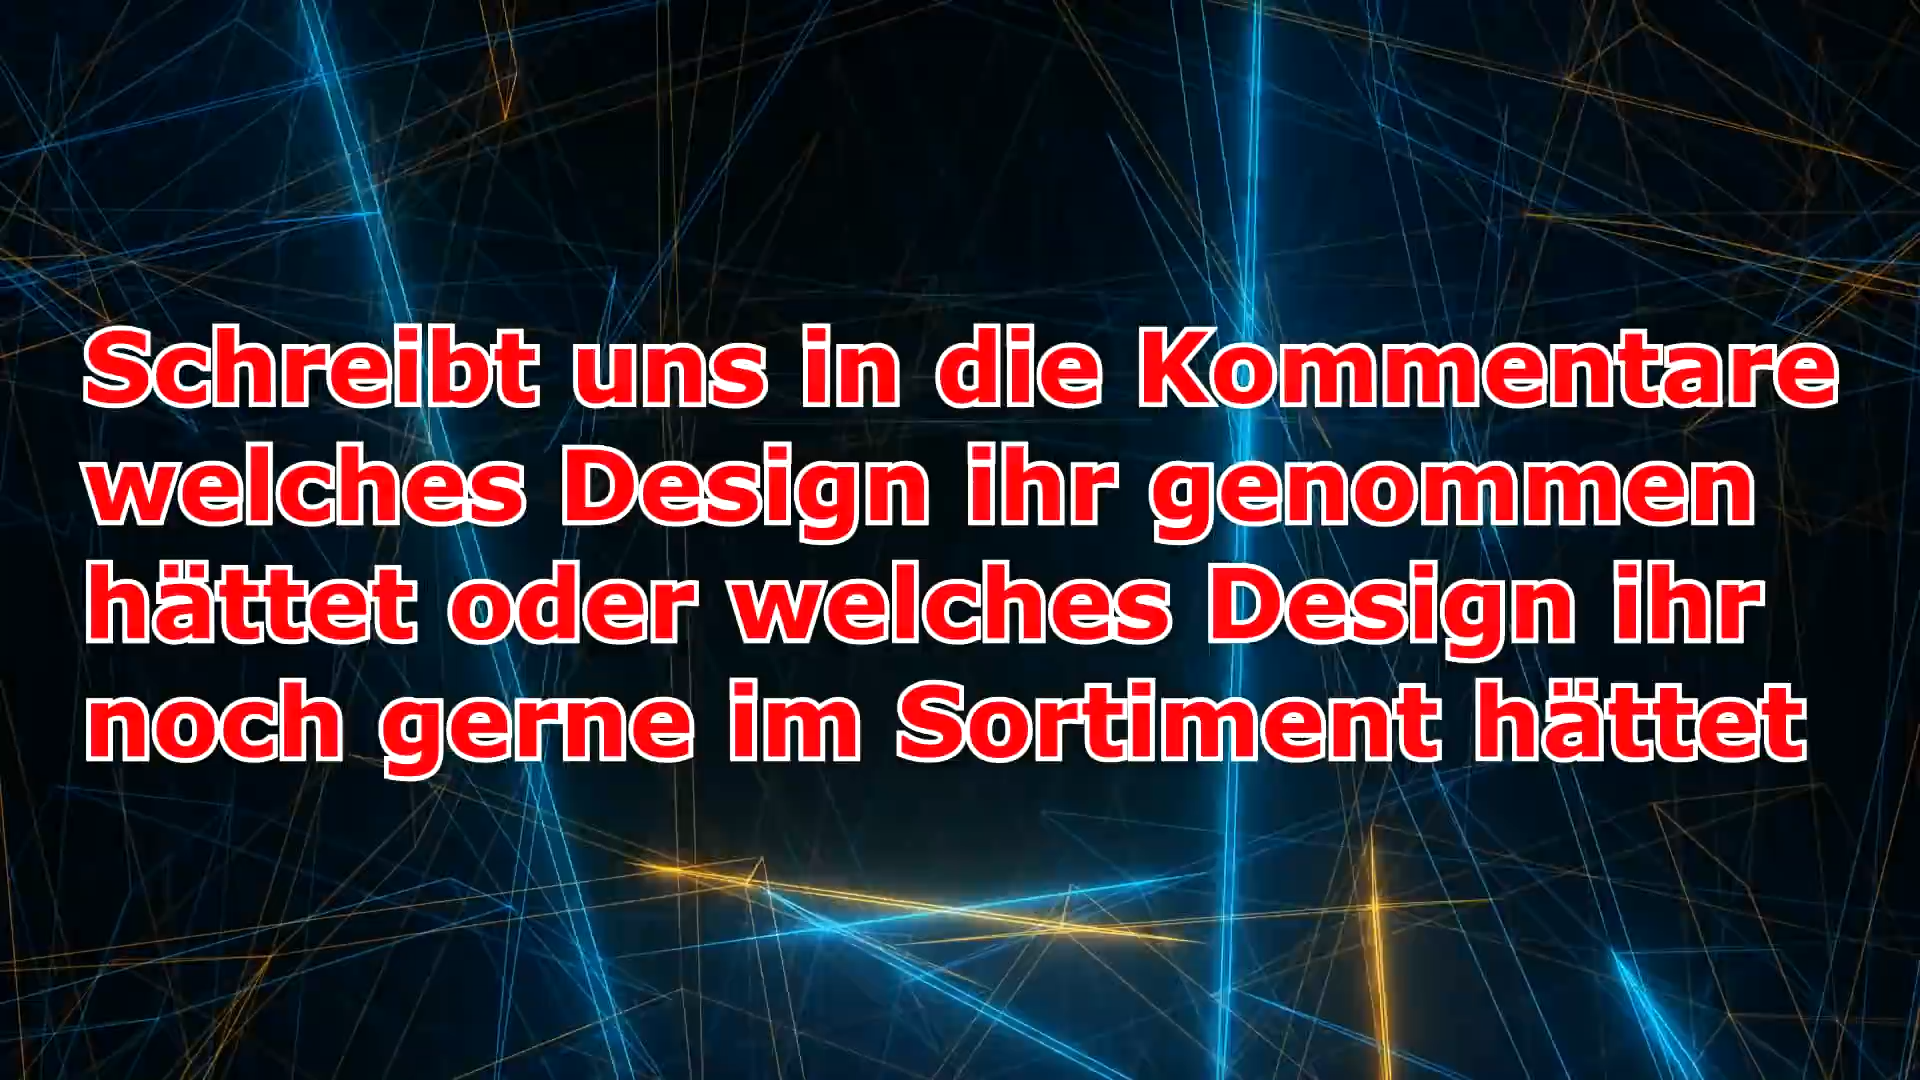 Schreibt uns in die Kommentare
welches Design ihr genommen
hättet oder welches Design ihr
noch gerne im Sortiment hättet